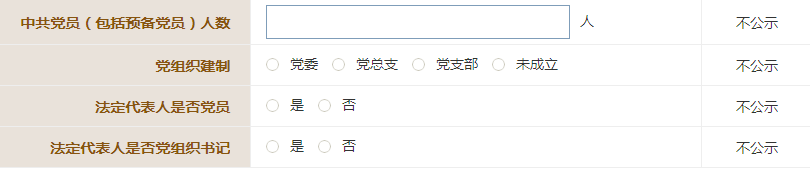 中共党员（包括预备党员）人数 人 不公示
党组织建制 党委 党总支 党支部 未成立 不公示
法定代表人是否党员 是 否 不公示
法定代表人是否党组织书记 是 否 不公示